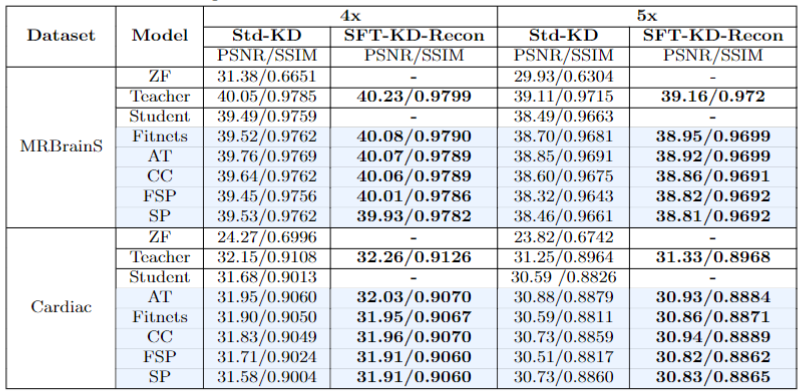 4x 5x
Dataset Model Std-KD SFT-KD-Recon Std-KD SFT-KD-Recon
PSNR/SSIM PSNR/SSIM PSNR/SSIM PSNR/SSIM
MRBrainS
ZF 31.38/0.6651 - 29.93/0.6304 -
Teacher 40.05/0.9785 40.23/0.9799 39.11/0.9715 39.16/0.972
Student 39.49/0.9759 - 38.49/0.9663 -
Fitnets 39.52/0.9762 40.08/0.9790 38.70/0.9681 38.95/0.9699
AT 39.76/0.9769 40.07/0.9789 38.85/0.9691 38.92/0.9699
CC 39.64/0.9762 40.06/0.9789 38.60/0.9675 38.86/0.9691
FSP 39.45/0.9756 40.01/0.9786 38.32/0.9643 38.82/0.9692
SP 39.53/0.9762 39.93/0.9782 38.46/0.9661 38.81/0.9692
Cardiac
ZF 24.27/0.6996 - 23.82/0.6742 -
Teacher 32.15/0.9108 32.26/0.9126 31.25/0.8964 31.33/0.8968
Student 31.68/0.9013 - 30.59 /0.8826 -
AT 31.95/0.9060 32.03/0.9070 30.88/0.8879 30.93/0.8884
Fitnets 31.90/0.9050 31.95/0.9067 30.59/0.8811 30.86/0.8871
CC 31.83/0.9049 31.96/0.9070 30.73/0.8859 30.94/0.8889
FSP 31.71/0.9024 31.91/0.9060 30.51/0.8817 30.82/0.8862
SP 31.58/0.9004 31.91/0.9060 30.73/0.8860 30.83/0.8865